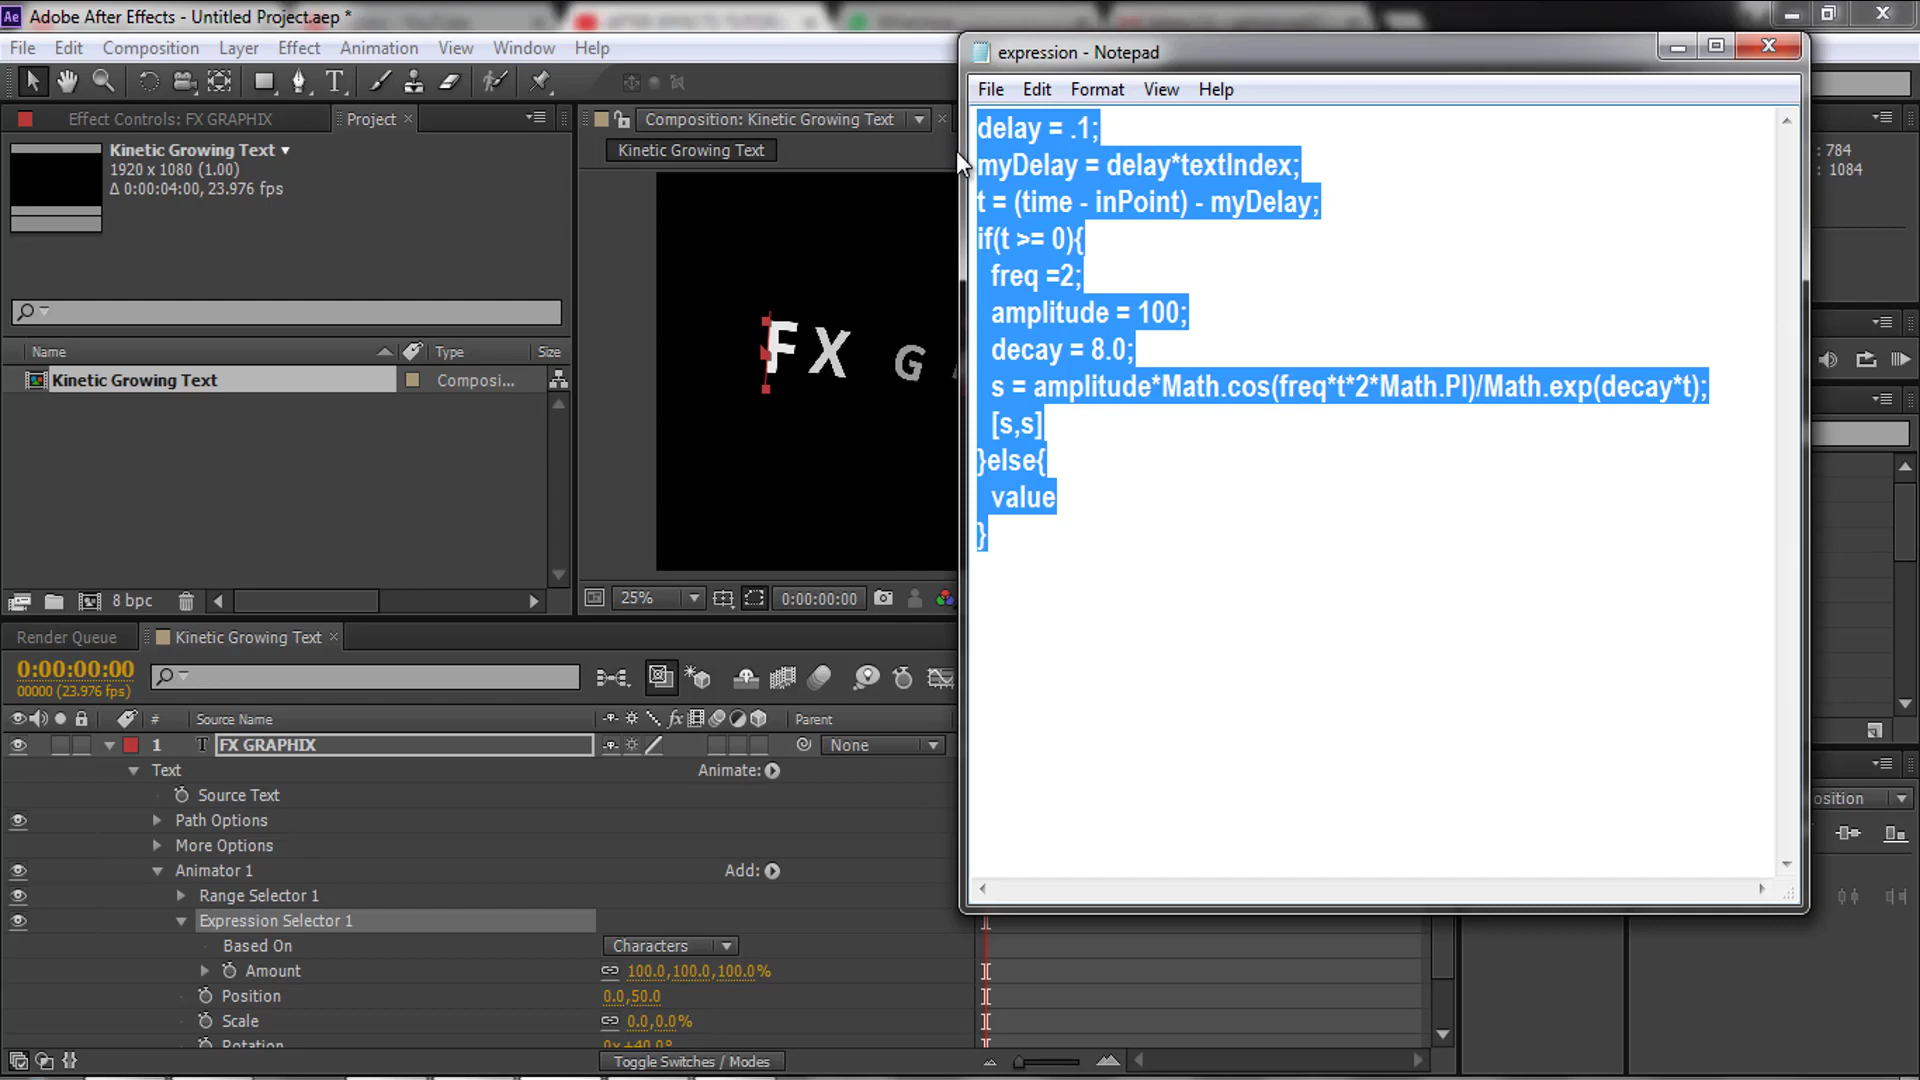 Adobe After Effects - Untitled Project.aep *
File Edit Composition Layer Effect Animation View Window Help
Effect Controls: FX GRAPHIX
Project
Kinetic Growing Text
1920 x 1080 (1.00)
Δ 0:00:04:00, 23.976 fps
Name Type Size
Kinetic Growing Text Composi...
8 bpc
Composition: Kinetic Growing Text
Kinetic Growing Text
FX G
25% 0:00:00:00
expression - Notepad
File Edit Format View Help
delay = .1;
myDelay = delay*textIndex;
t = (time - inPoint) - myDelay;
if(t >= 0){
freq =2;
amplitude = 100;
decay = 8.0;
s = amplitude*Math.cos(freq*t*2*Math.PI)/Math.exp(decay*t);
[s,s]
}else{
value
}
: 784
: 1084
osition
Render Queue
Kinetic Growing Text
0:00:00:00
00000 (23.976 fps)
# Source Name Parent
1 T FX GRAPHIX None
Text Animate:
Source Text
Path Options
More Options
Animator 1 Add:
Range Selector 1
Expression Selector 1
Based On Characters
Amount 100.0,100.0,100.0%
Position 0.0,50.0
Scale 0.0,0.0%
Rotation 0x+40.0°
Toggle Switches / Modes